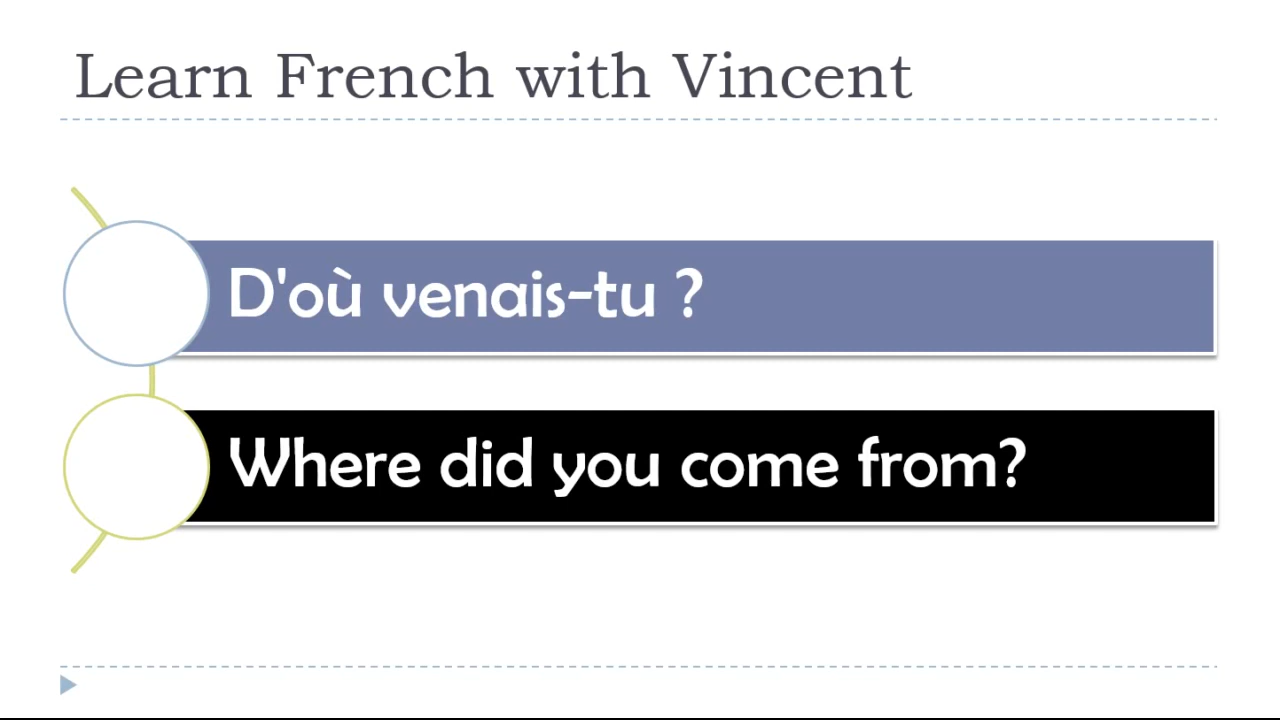 Learn French with Vincent
D'où venais-tu ?
Where did you come from?